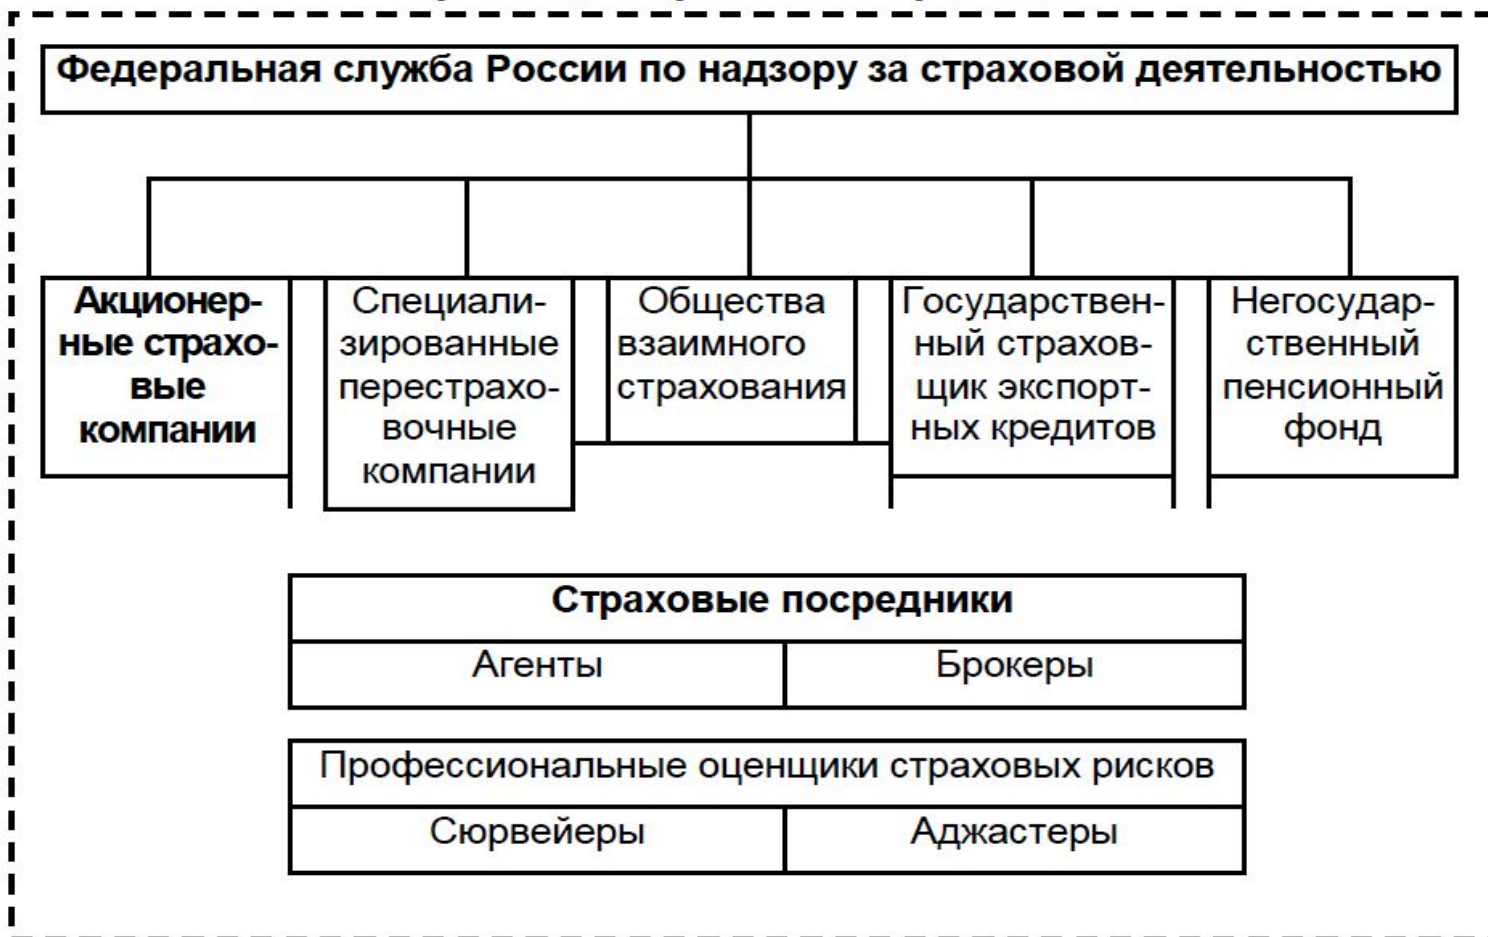 Федеральная служба России по надзору за страховой деятельностью
Акционер-
ные страхо-
вые
компании
Специали-
зированные
перестрахо-
вочные
компании
Общества
взаимного
страхования
Государствен-
ный страхов-
щик экспорт-
ных кредитов
Негосудар-
ственный
пенсионный
фонд
Страховые посредники
Агенты
Брокеры
Профессиональные оценщики страховых рисков
Сюрвейеры
Аджастеры